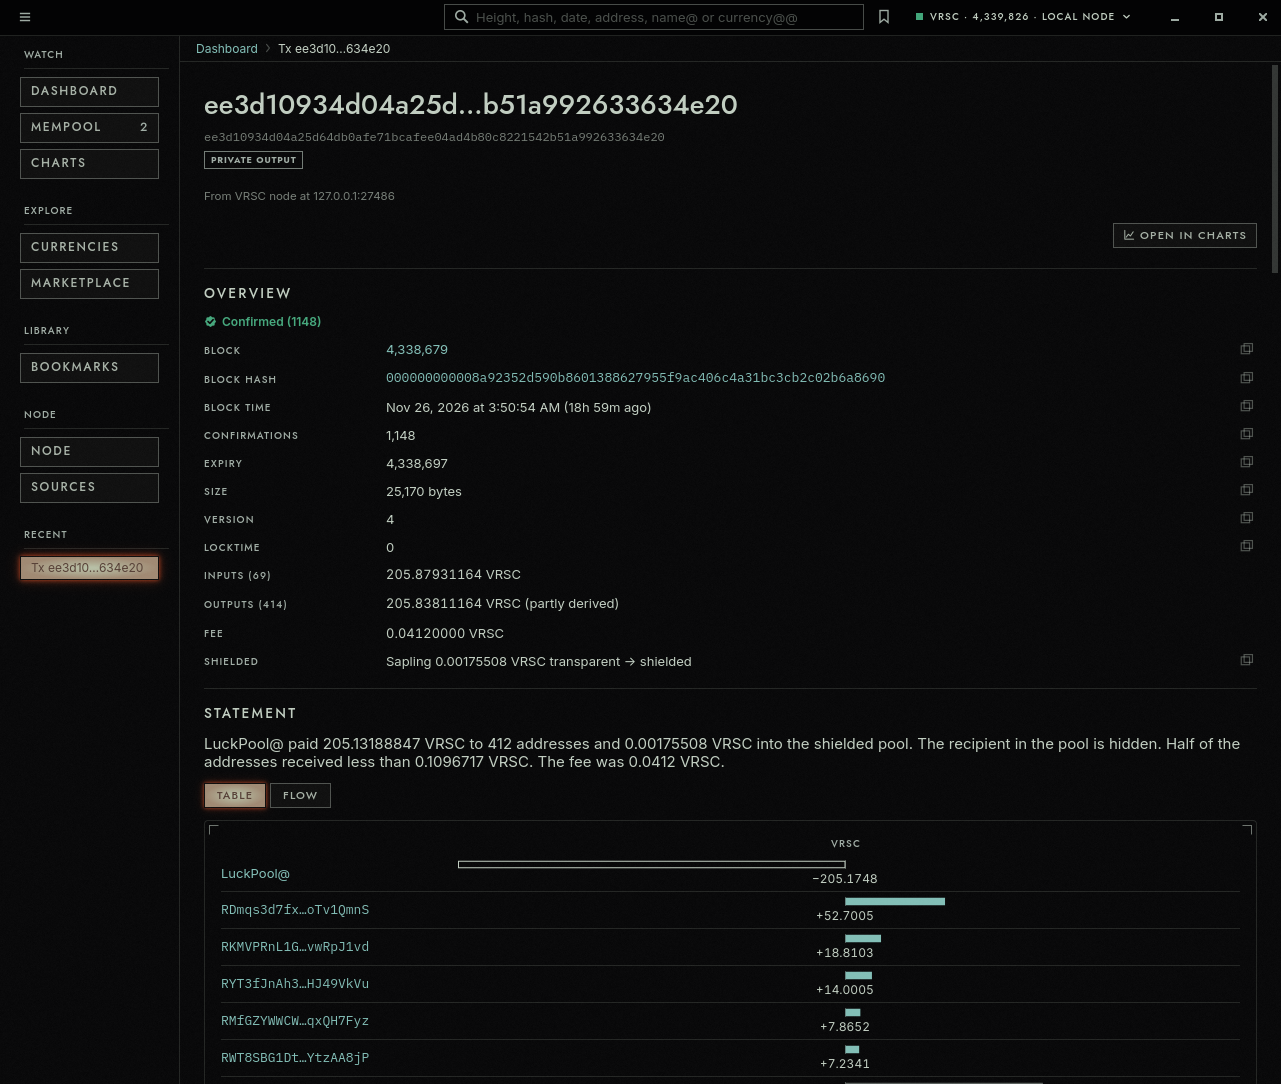 Height, hash, date, address, name@ or currency@@
VRSC · 4,339,826 · LOCAL NODE
WATCH
DASHBOARD
MEMPOOL 2
CHARTS
EXPLORE
CURRENCIES
MARKETPLACE
LIBRARY
BOOKMARKS
NODE
NODE
SOURCES
RECENT
Tx ee3d10…634e20
Dashboard > Tx ee3d10…634e20
ee3d10934d04a25d…b51a992633634e20
ee3d10934d04a25d64db0afe71bcafee04ad4b80c8221542b51a992633634e20
PRIVATE OUTPUT
From VRSC node at 127.0.0.1:27486
OPEN IN CHARTS
OVERVIEW
Confirmed (1148)
BLOCK 4,338,679
BLOCK HASH 000000000008a92352d590b8601388627955f9ac406c4a31bc3cb2c02b6a8690
BLOCK TIME Nov 26, 2026 at 3:50:54 AM (18h 59m ago)
CONFIRMATIONS 1,148
EXPIRY 4,338,697
SIZE 25,170 bytes
VERSION 4
LOCKTIME 0
INPUTS (69) 205.87931164 VRSC
OUTPUTS (414) 205.83811164 VRSC (partly derived)
FEE 0.04120000 VRSC
SHIELDED Sapling 0.00175508 VRSC transparent → shielded
STATEMENT
LuckPool@ paid 205.13188847 VRSC to 412 addresses and 0.00175508 VRSC into the shielded pool. The recipient in the pool is hidden. Half of the
addresses received less than 0.1096717 VRSC. The fee was 0.0412 VRSC.
TABLE FLOW
VRSC
LuckPool@ −205.1748
RDmqs3d7fx…oTv1QmnS +52.7005
RKMVPRnL1G…vwRpJ1vd +18.8103
RYT3fJnAh3…HJ49VkVu +14.0005
RMfGZYWWCW…qxQH7Fyz +7.8652
RWT8SBG1Dt…YtzAA8jP +7.2341